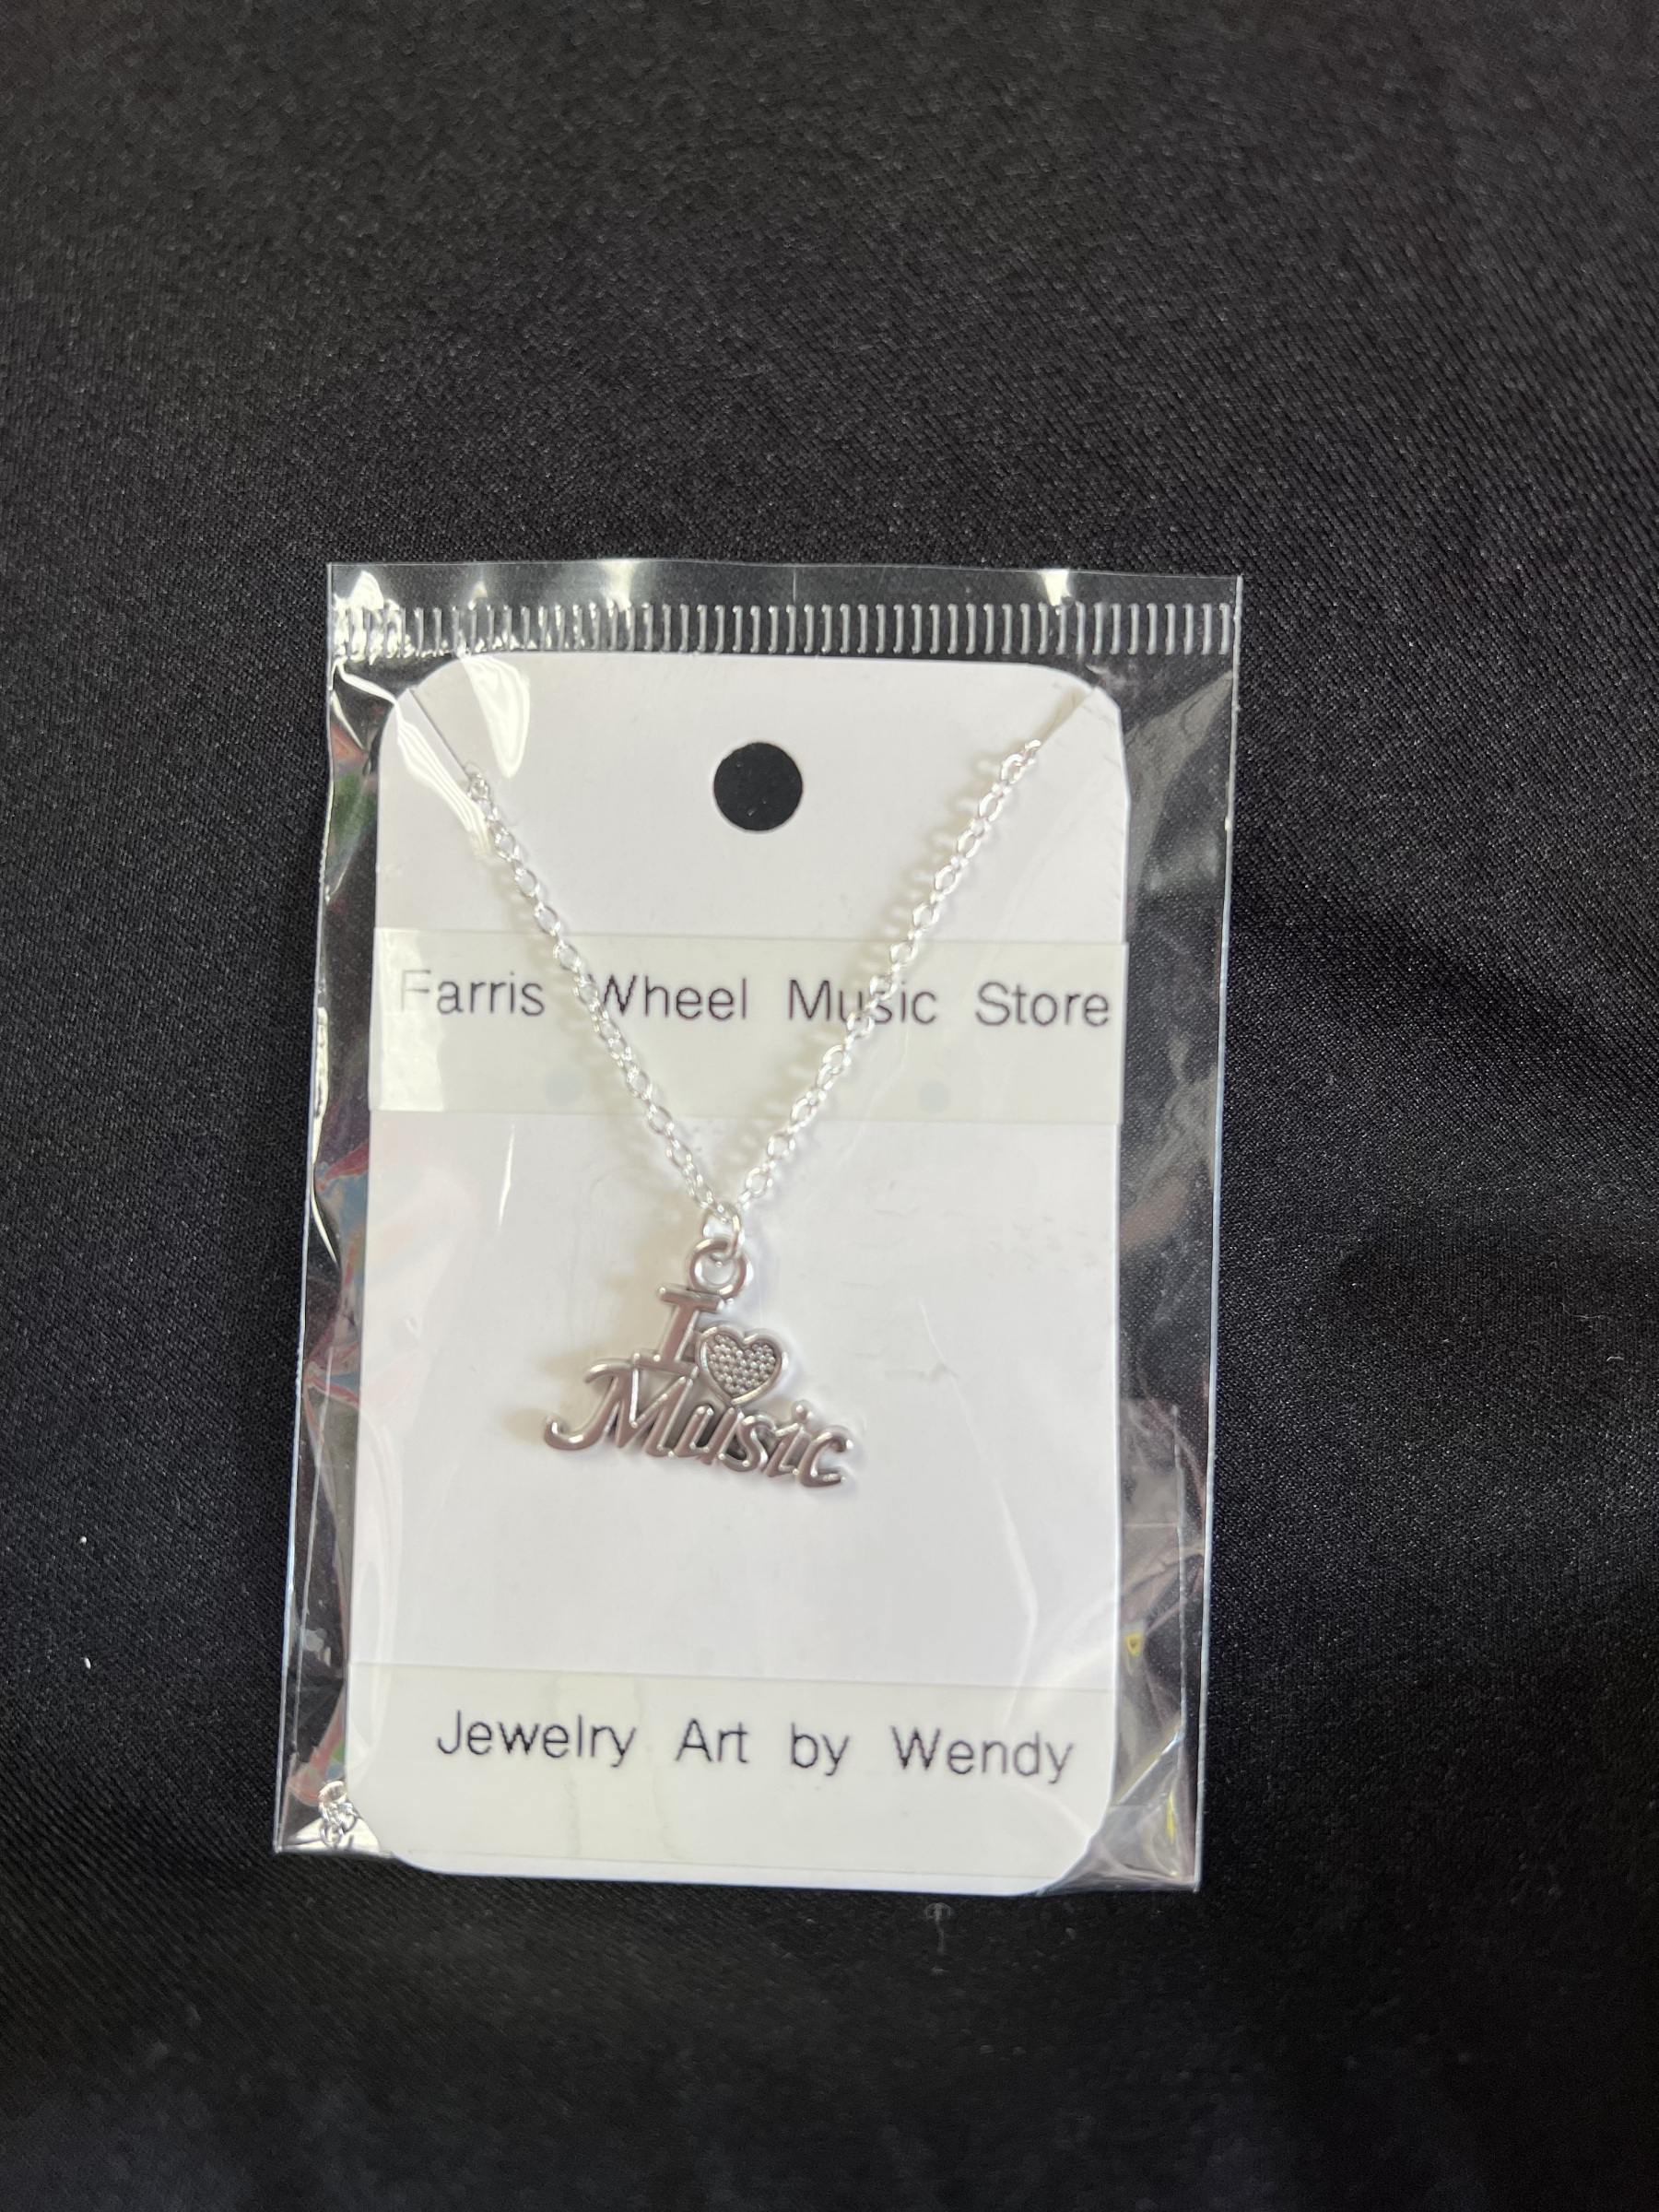 Farris Wheel Music Store
I
Music
Jewelry Art by Wendy